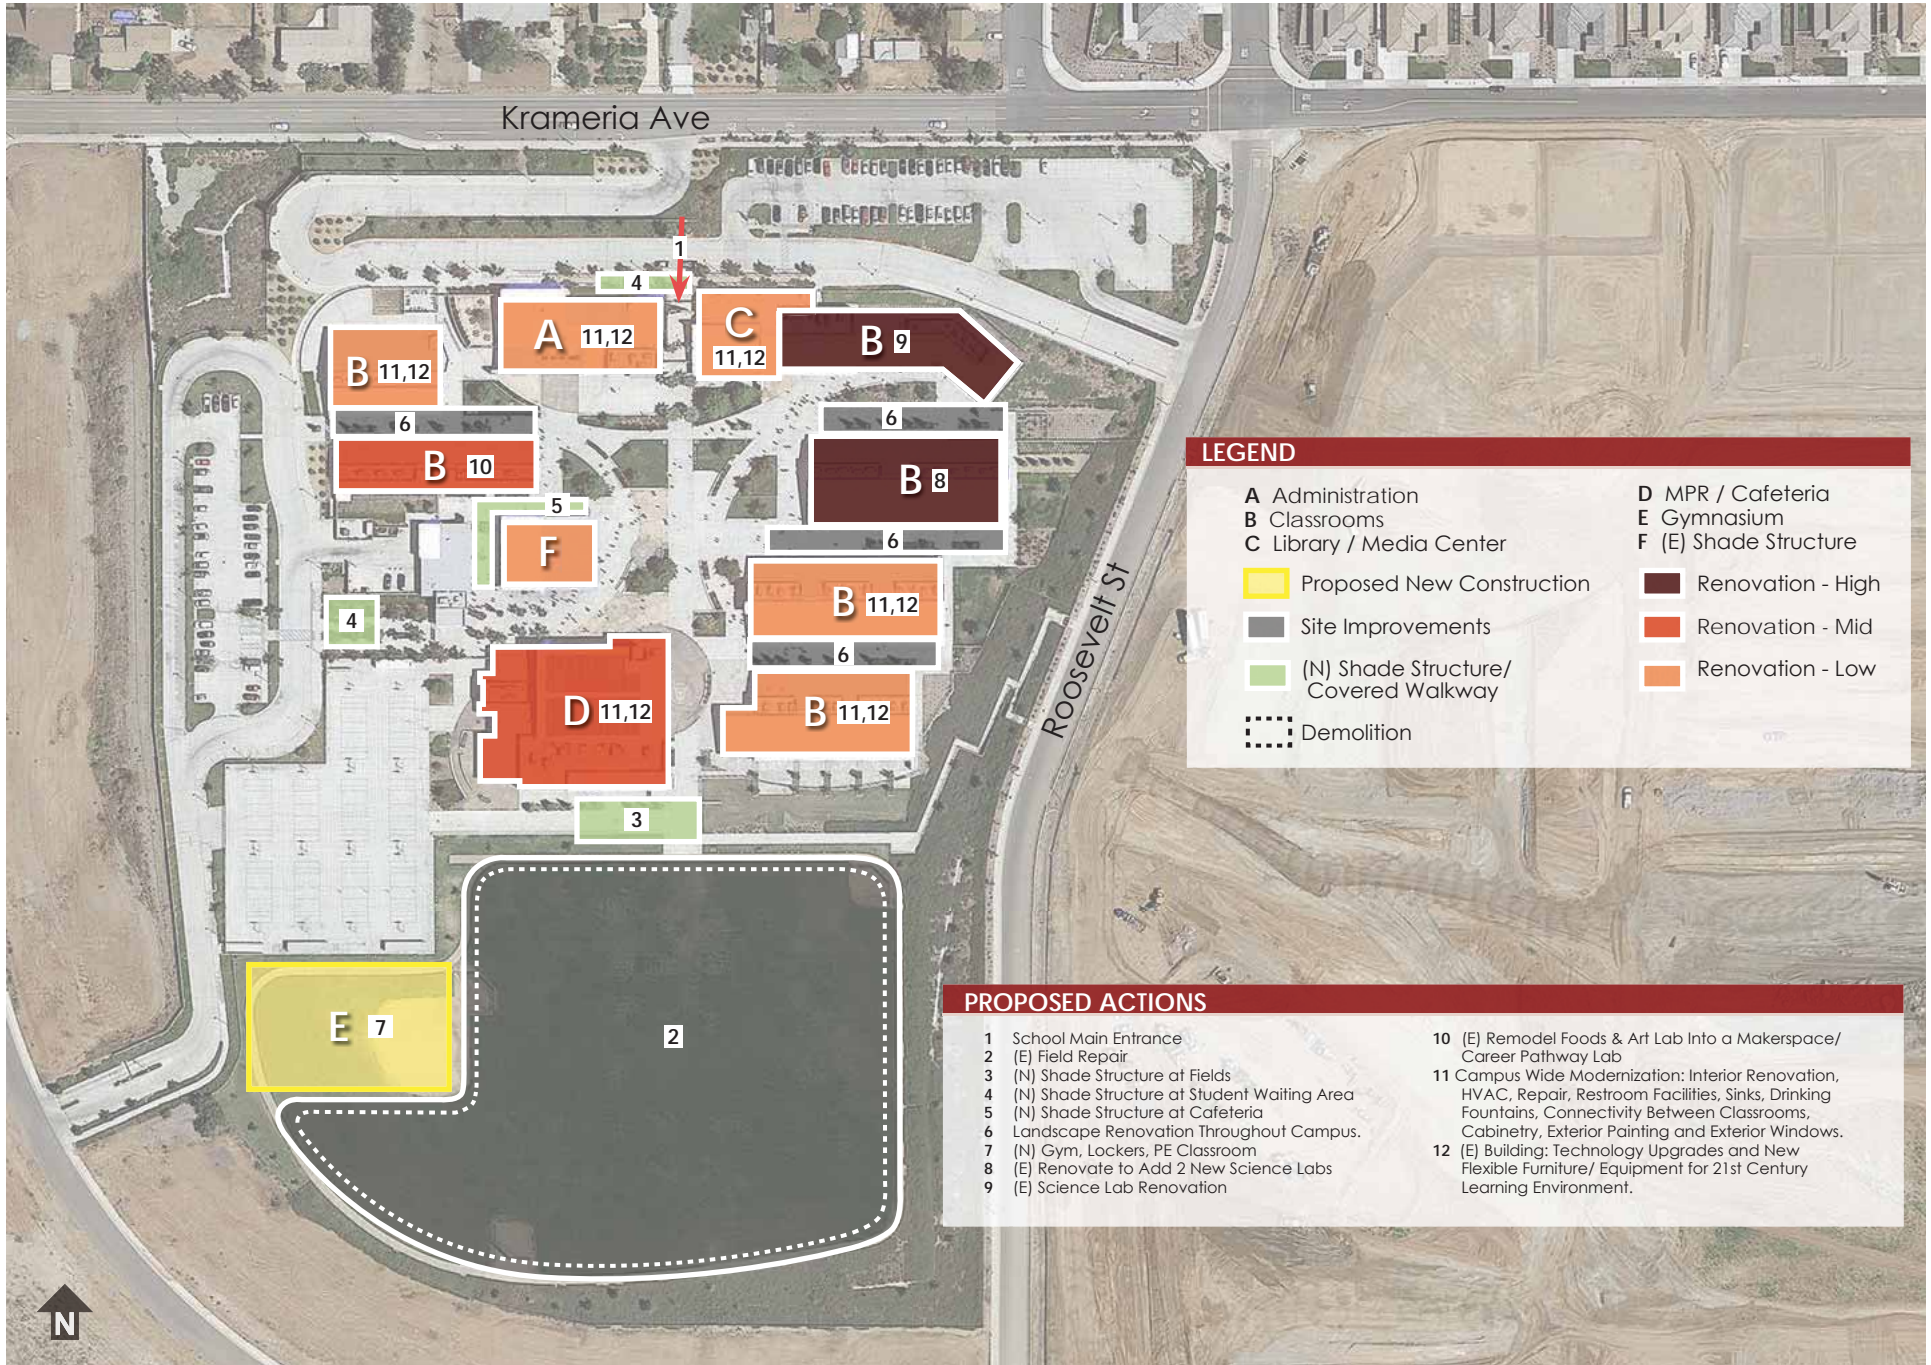 Krameria Ave
1
4
A 11,12
C
11,12
B 9
B 11,12
6
6
B 10
B 8
5
6
F
4
B 11,12
6
D 11,12
B 11,12
3
Roosevelt St
E 7
2
N
LEGEND
A Administration
B Classrooms
C Library / Media Center
D MPR / Cafeteria
E Gymnasium
F (E) Shade Structure
Proposed New Construction
Site Improvements
(N) Shade Structure/
Covered Walkway
Demolition
Renovation - High
Renovation - Mid
Renovation - Low
PROPOSED ACTIONS
1 School Main Entrance
2 (E) Field Repair
3 (N) Shade Structure at Fields
4 (N) Shade Structure at Student Waiting Area
5 (N) Shade Structure at Cafeteria
6 Landscape Renovation Throughout Campus.
7 (N) Gym, Lockers, PE Classroom
8 (E) Renovate to Add 2 New Science Labs
9 (E) Science Lab Renovation
10 (E) Remodel Foods & Art Lab Into a Makerspace/
Career Pathway Lab
11 Campus Wide Modernization: Interior Renovation,
HVAC, Repair, Restroom Facilities, Sinks, Drinking
Fountains, Connectivity Between Classrooms,
Cabinetry, Exterior Painting and Exterior Windows.
12 (E) Building: Technology Upgrades and New
Flexible Furniture/ Equipment for 21st Century
Learning Environment.